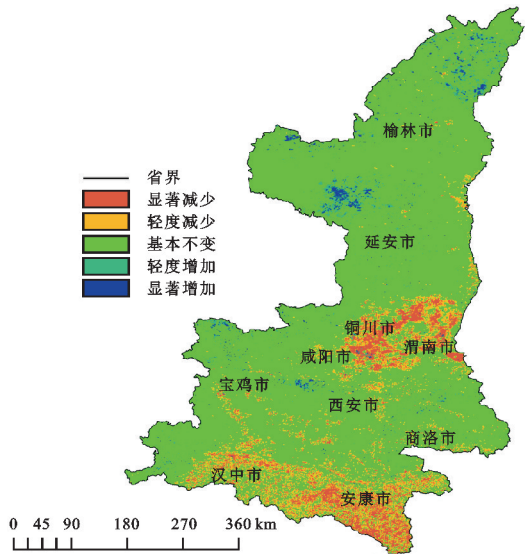 榆林市
省界
显著减少
轻度减少
基本不变
轻度增加
显著增加
延安市
铜川市
渭南市
咸阳市
宝鸡市
西安市
商洛市
汉中市
安康市
0 45 90 180 270 360 km